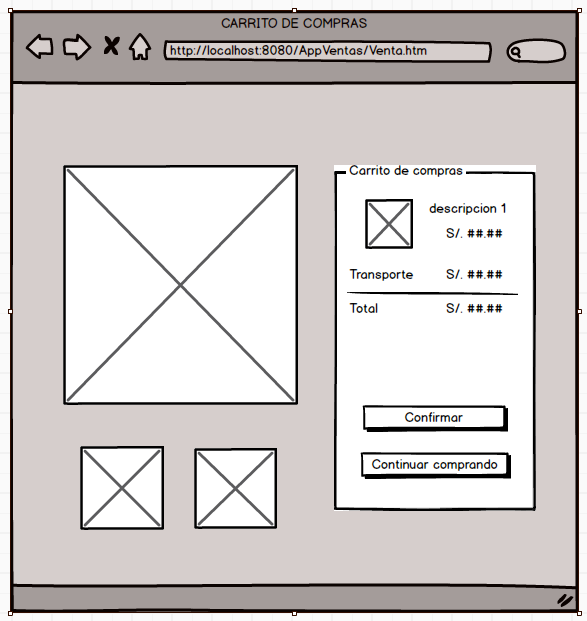 CARRITO DE COMPRAS
http://localhost:8080/AppVentas/Venta.htm
Carrito de compras
descripcion 1
S/. ##.##
Transporte S/. ##.##
Total S/. ##.##
Confirmar
Continuar comprando